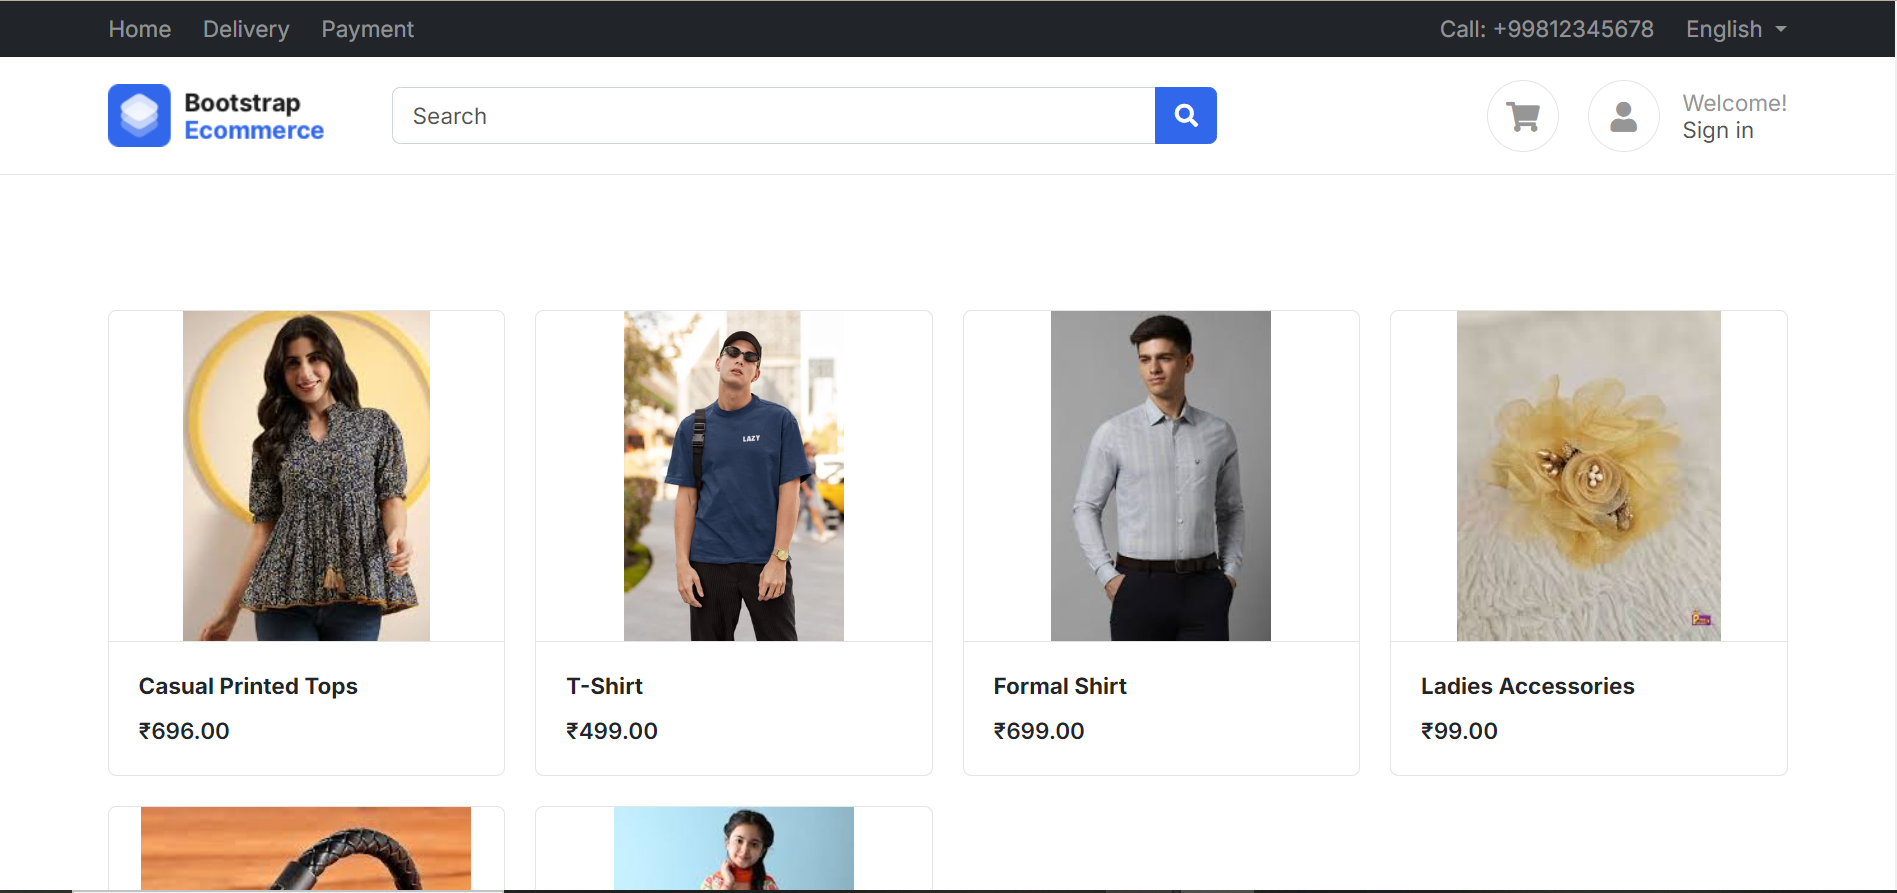 Home Delivery Payment Call: +99812345678 English
Bootstrap
Ecommerce
Search
Welcome!
Sign in
LAZY
Casual Printed Tops
₹696.00
T-Shirt
₹499.00
Formal Shirt
₹699.00
Ladies Accessories
₹99.00